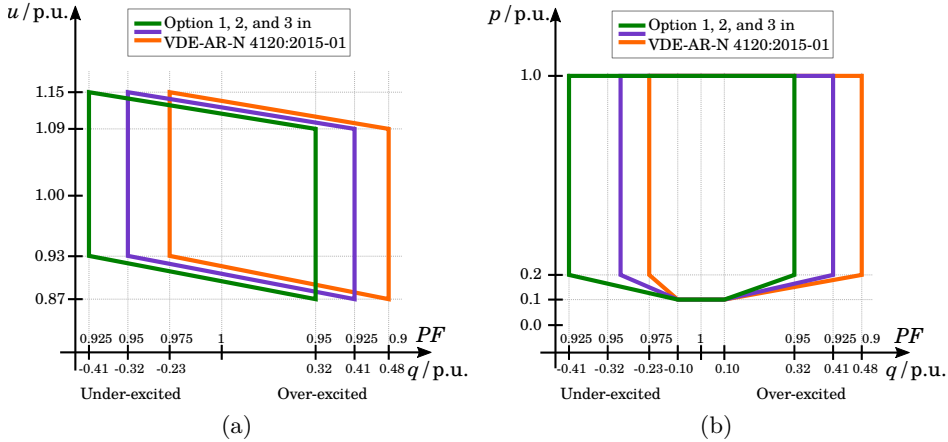 u/p.u.
Option 1, 2, and 3 in
VDE-AR-N 4120:2015-01
1.15
1.09
1.00
0.93
0.87
0.925 0.95 0.975 1 0.95 0.925 0.9 PF
-0.41 -0.32 -0.23 0.32 0.41 0.48 q/p.u.
Under-excited Over-excited
(a)
p/p.u.
Option 1, 2, and 3 in
VDE-AR-N 4120:2015-01
1.0
0.2
0.1
0.0
0.925 0.95 0.975 1 0.95 0.925 0.9 PF
-0.41 -0.32 -0.23 -0.10 0.10 0.32 0.41 0.48 q/p.u.
Under-excited Over-excited
(b)